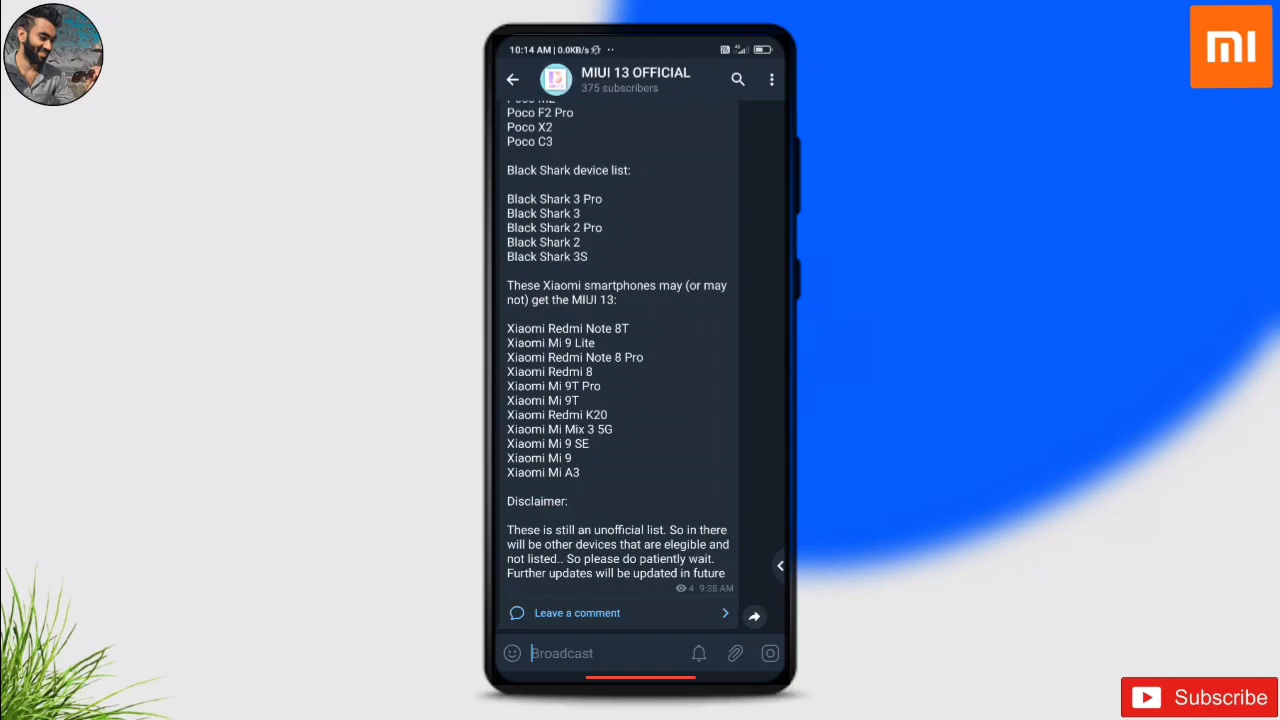 10:14 AM | 0.0KB/s
MIUI 13 OFFICIAL
375 subscribers
Poco M2
Poco F2 Pro
Poco X2
Poco C3
Black Shark device list:
Black Shark 3 Pro
Black Shark 3
Black Shark 2 Pro
Black Shark 2
Black Shark 3S
These Xiaomi smartphones may (or may
not) get the MIUI 13:
Xiaomi Redmi Note 8T
Xiaomi Mi 9 Lite
Xiaomi Redmi Note 8 Pro
Xiaomi Redmi 8
Xiaomi Mi 9T Pro
Xiaomi Mi 9T
Xiaomi Redmi K20
Xiaomi Mi Mix 3 5G
Xiaomi Mi 9 SE
Xiaomi Mi 9
Xiaomi Mi A3
Disclaimer:
These is still an unofficial list. So in there
will be other devices that are elegible and
not listed.. So please do patiently wait.
Further updates will be updated in future
4 9:38 AM
Leave a comment
Broadcast
mi
Subscribe